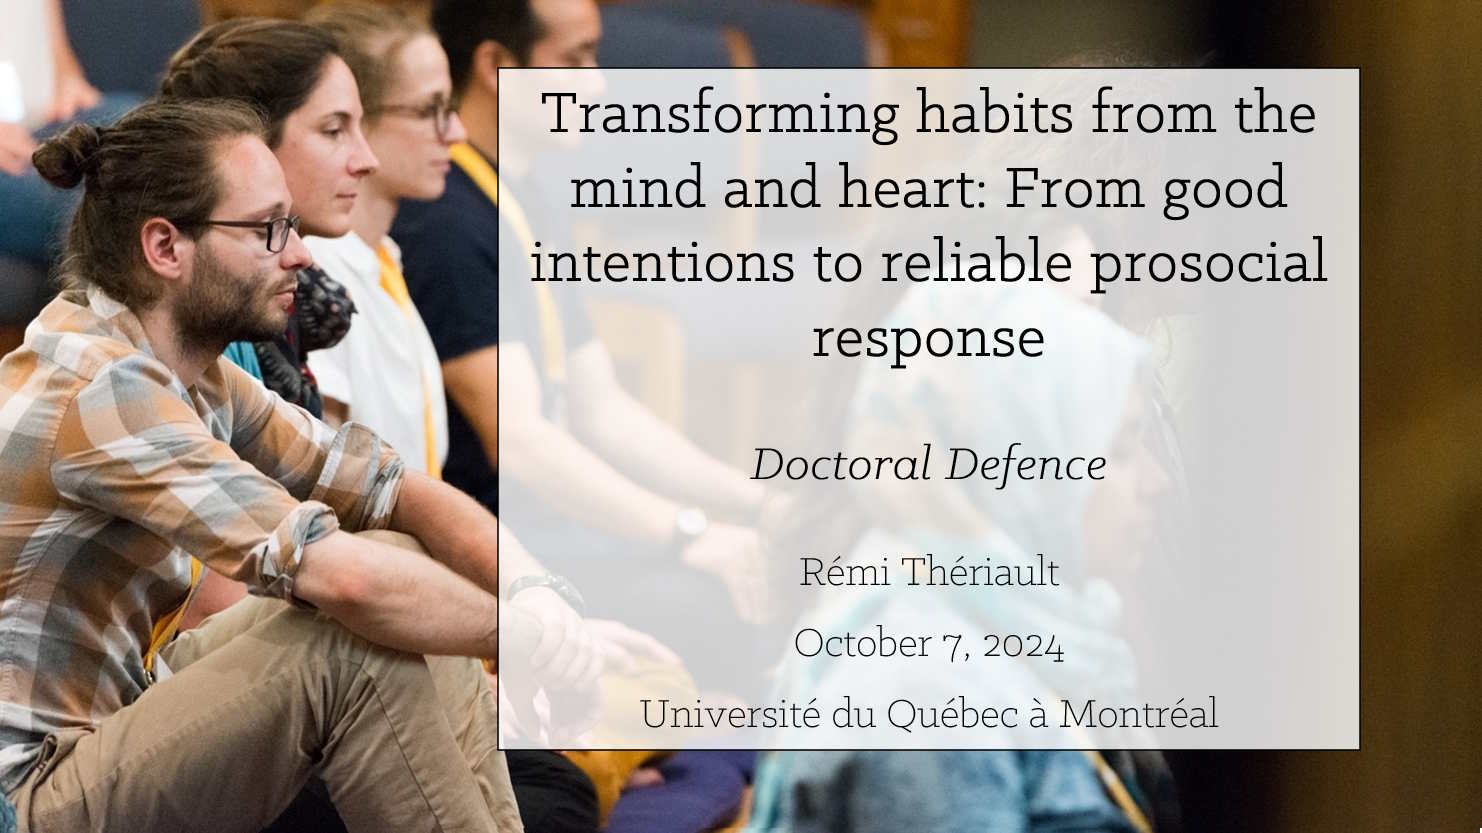 Transforming habits from the
mind and heart: From good
intentions to reliable prosocial
response
Doctoral Defence
Rémi Thériault
October 7, 2024
Université du Québec à Montréal